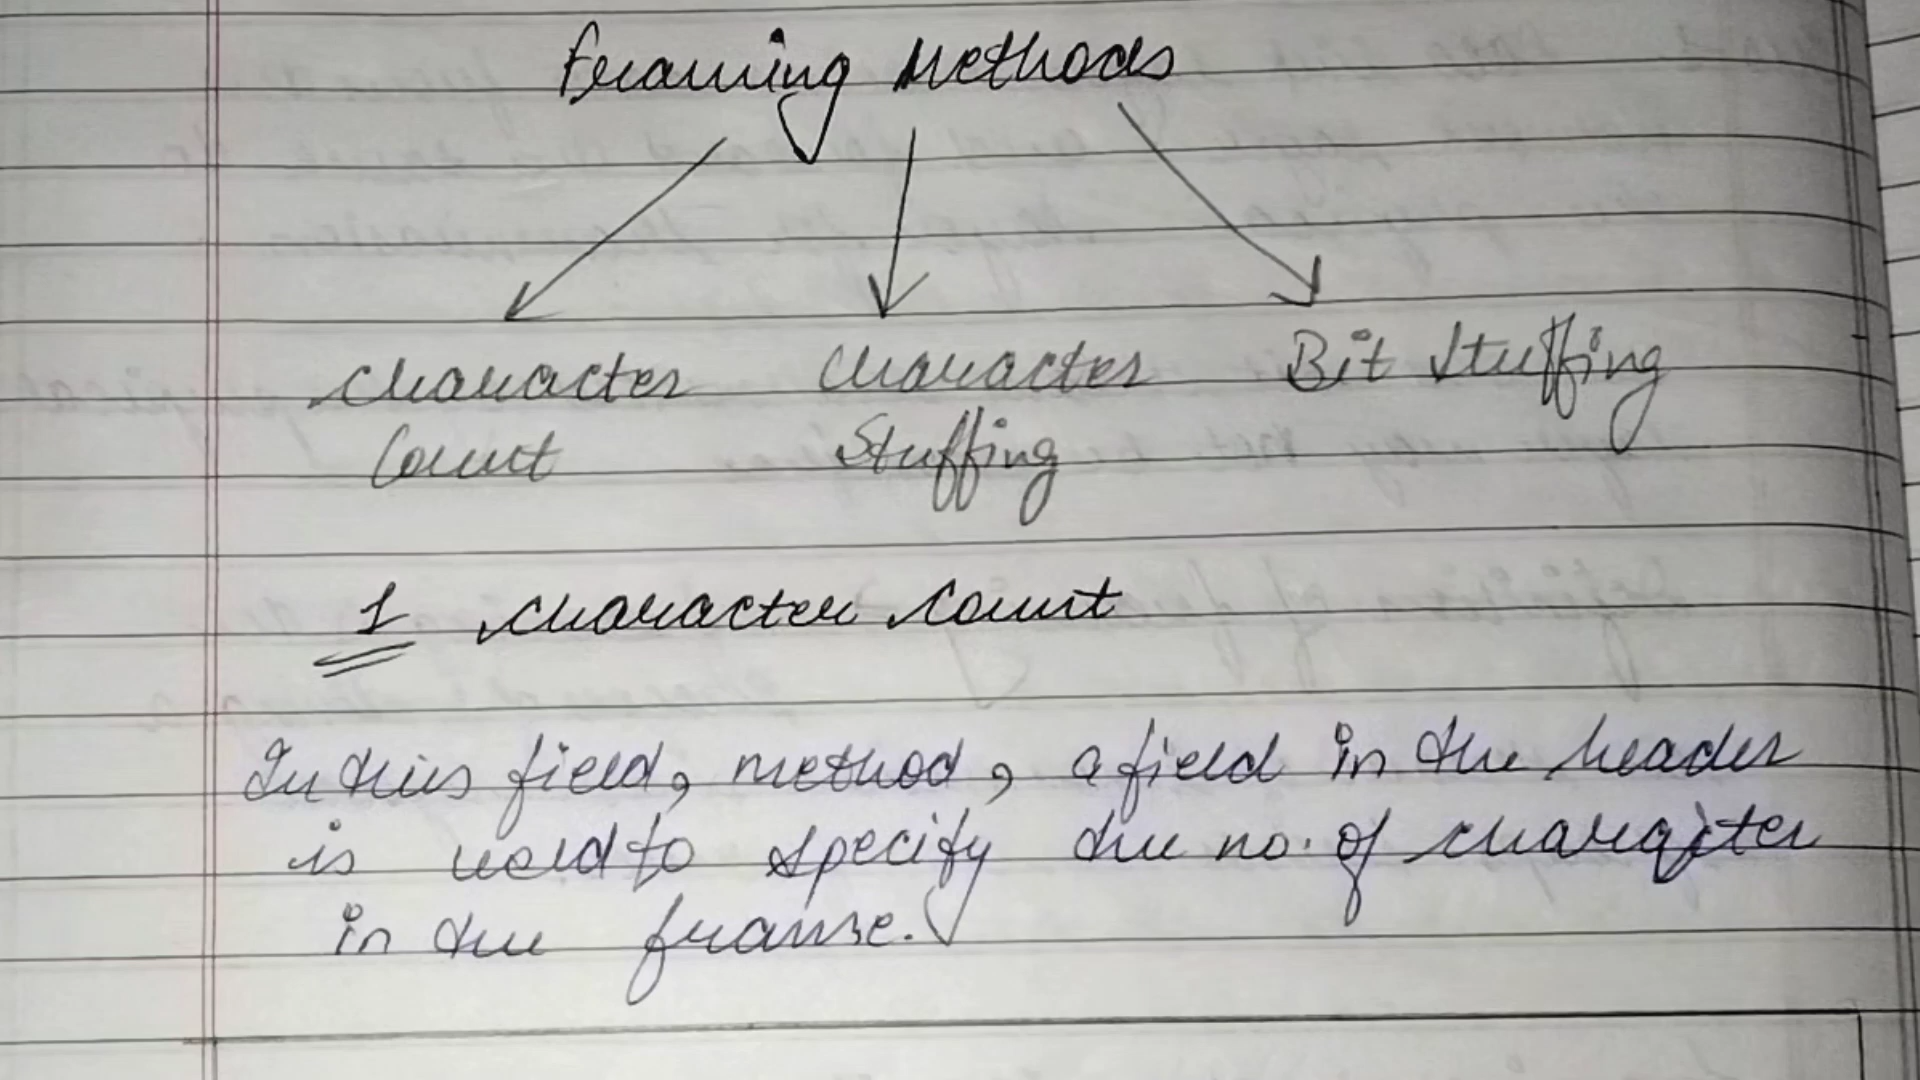 Framing Methods
Character Character Bit Stuffing
Count Stuffing
1 character count
In this field, method, a field in the header
is used to specify the no. of character
in the frame.